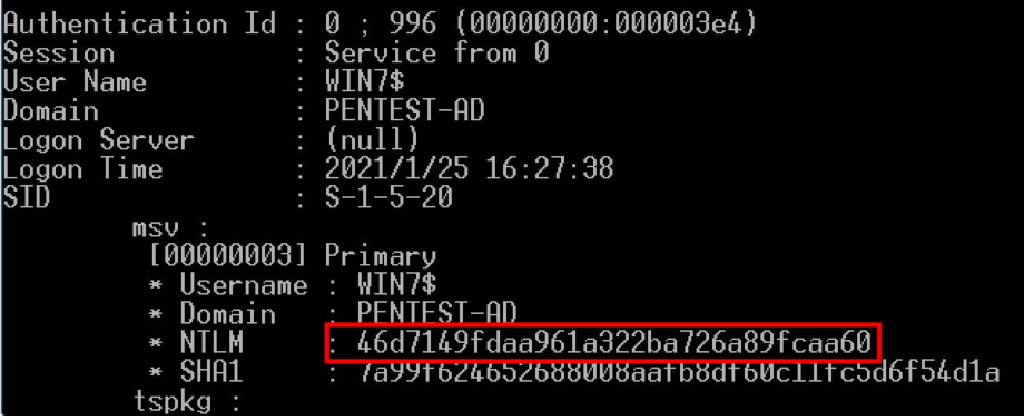 Authentication Id : 0 ; 996 (00000000:000003e4)
Session : Service from 0
User Name : WIN7$
Domain : PENTEST-AD
Logon Server : (null)
Logon Time : 2021/1/25 16:27:38
SID : S-1-5-20
msv :
[00000003] Primary
* Username : WIN7$
* Domain : PENTEST-AD
* NTLM : 46d7149fdaa961a322ba726a89fcaa60
* SHA1 : 7a99f624652688008aafb8df60c11fc5d6f54d1a
tspkg :